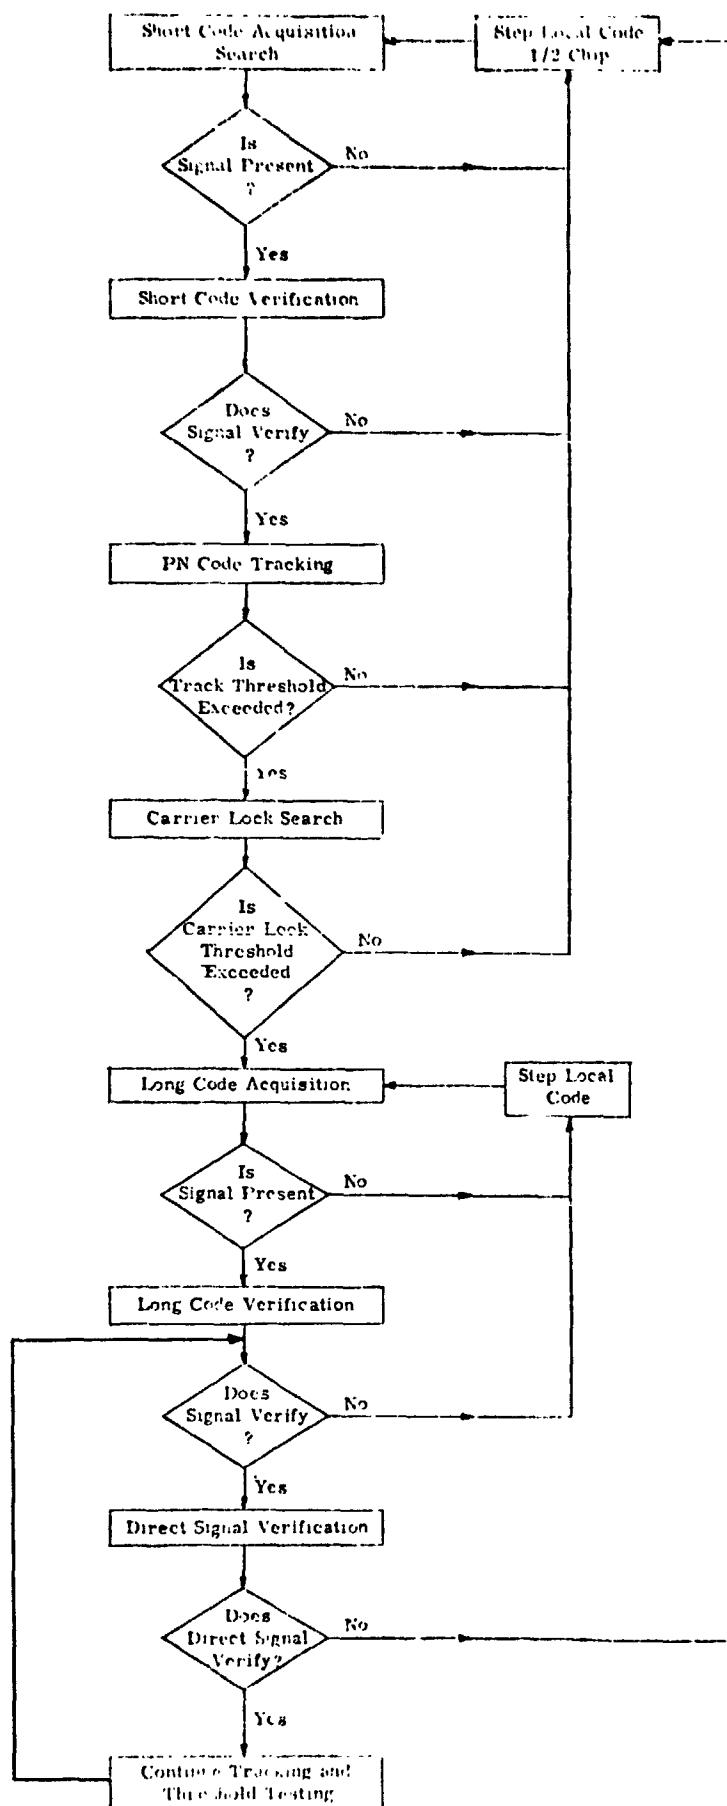 Short Code Acquisition
Search
Step Local Code
1/2 Chip
Is
Signal Present
?
No
Yes
Short Code Verification
Does
Signal Verify
?
No
Yes
PN Code Tracking
Is
Track Threshold
Exceeded?
No
Yes
Carrier Lock Search
Is
Carrier Lock
Threshold
Exceeded
?
No
Yes
Long Code Acquisition
Step Local
Code
Is
Signal Present
?
No
Yes
Long Code Verification
Does
Signal Verify
?
No
Yes
Direct Signal Verification
Does
Direct Signal
Verify?
No
Yes
Continue Tracking and
Threshold Testing